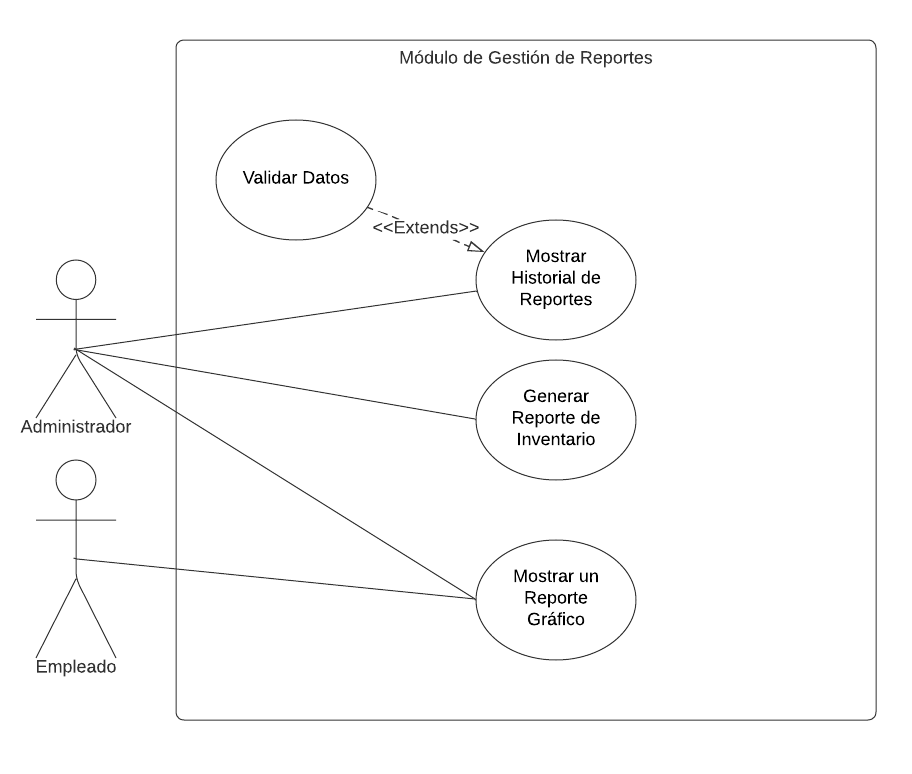 Módulo de Gestión de Reportes
Validar Datos
<<Extends>>
Mostrar
Historial de
Reportes
Generar
Reporte de
Inventario
Administrador
Mostrar un
Reporte
Gráfico
Empleado